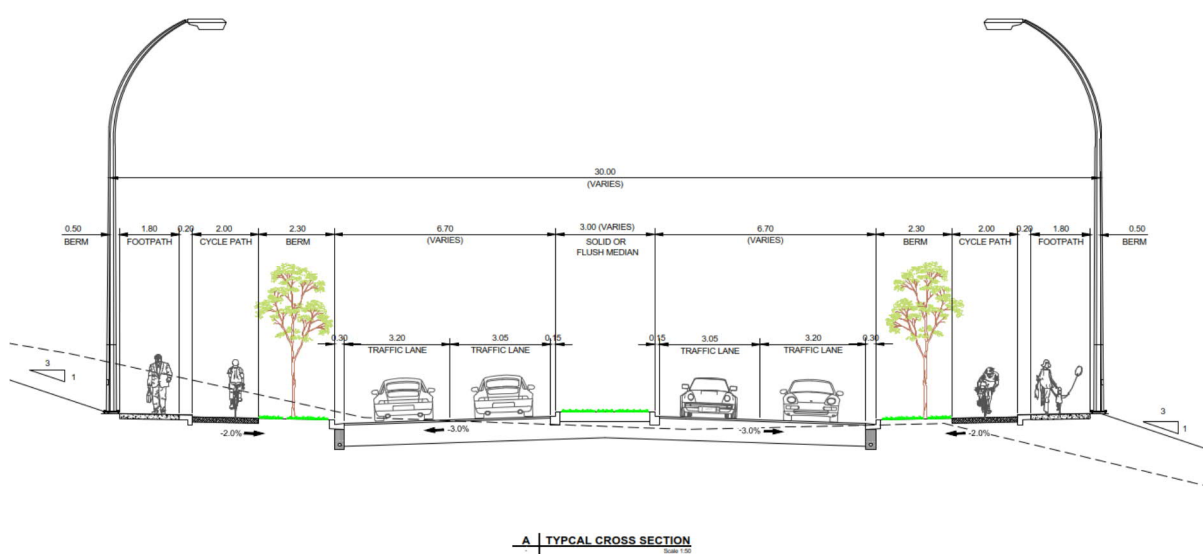 30.00
(VARIES)
0.50
BERM
1.80
FOOTPATH
0.20
2.00
CYCLE PATH
2.30
BERM
6.70
(VARIES)
3.00 (VARIES)
SOLID OR
FLUSH MEDIAN
6.70
(VARIES)
2.30
BERM
2.00
CYCLE PATH
0.20
1.80
FOOTPATH
0.50
BERM
0.30
3.20
TRAFFIC LANE
3.05
TRAFFIC LANE
0.15
0.15
3.05
TRAFFIC LANE
3.20
TRAFFIC LANE
0.30
3
1
3
1
-2.0%
-3.0%
-3.0%
-2.0%
A TYPCAL CROSS SECTION
- Scale 1:50